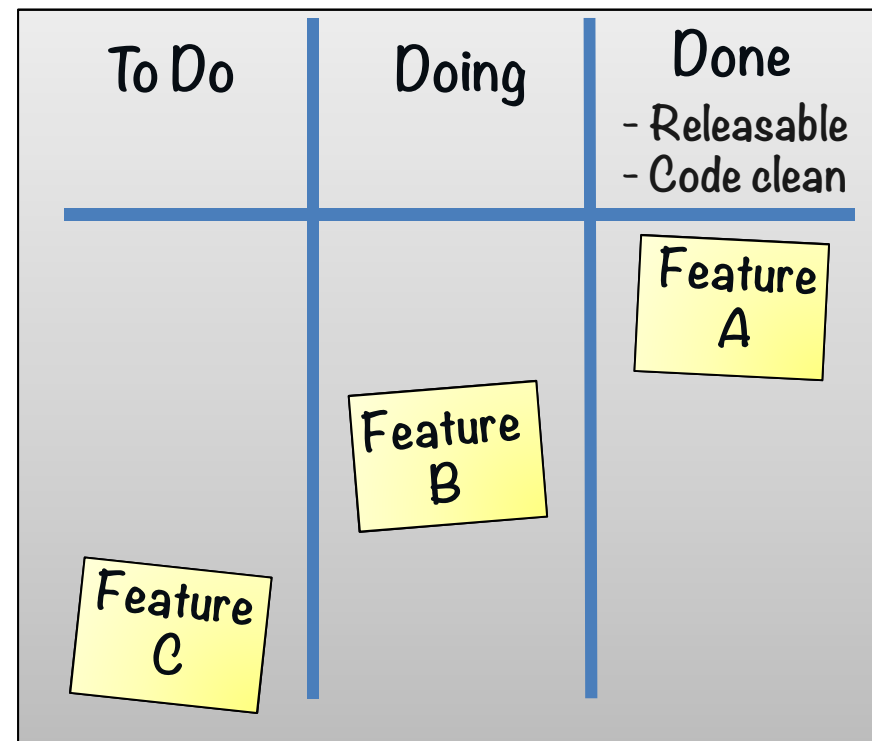 To Do
Doing
Done
- Releasable
- Code clean
Feature
A
Feature
B
Feature
C